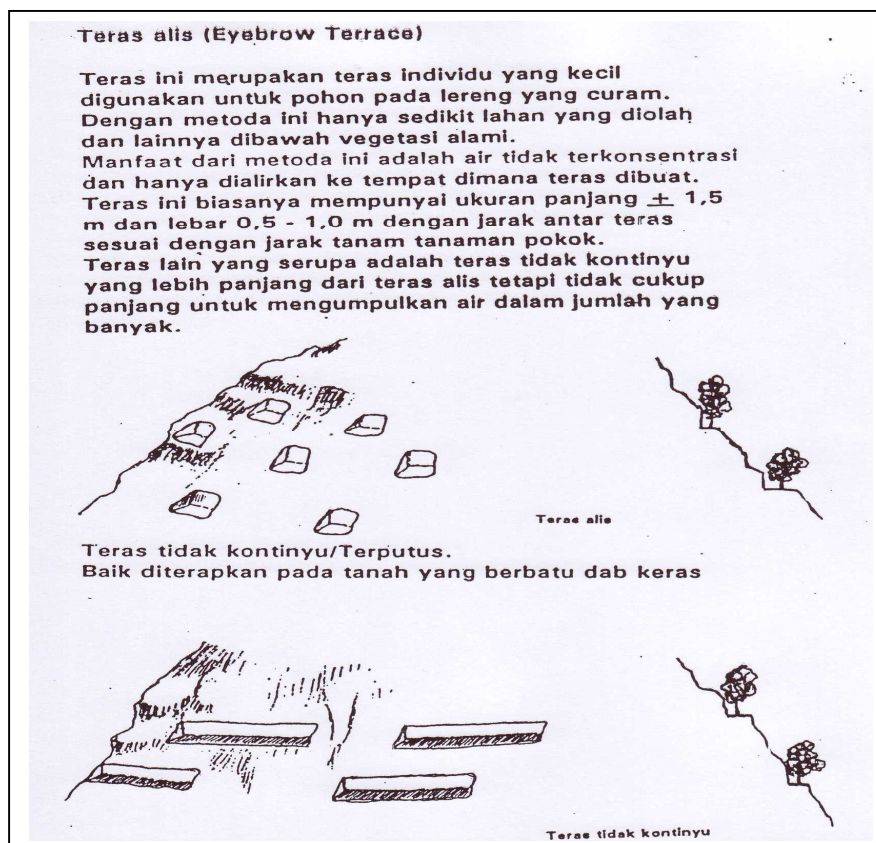 Teras alis (Eyebrow Terrace)
Teras ini merupakan teras individu yang kecil
digunakan untuk pohon pada lereng yang curam.
Dengan metoda ini hanya sedikit lahan yang diolah
dan lainnya dibawah vegetasi alami.
Manfaat dari metoda ini adalah air tidak terkonsentrasi
dan hanya dialirkan ke tempat dimana teras dibuat.
Teras ini biasanya mempunyai ukuran panjang ± 1,5
m dan lebar 0,5 - 1,0 m dengan jarak antar teras
sesuai dengan jarak tanam tanaman pokok.
Teras lain yang serupa adalah teras tidak kontinyu
yang lebih panjang dari teras alis tetapi tidak cukup
panjang untuk mengumpulkan air dalam jumlah yang
banyak.
Teras alis
Teras tidak kontinyu/Terputus.
Baik diterapkan pada tanah yang berbatu dab keras
Teras tidak kontinyu